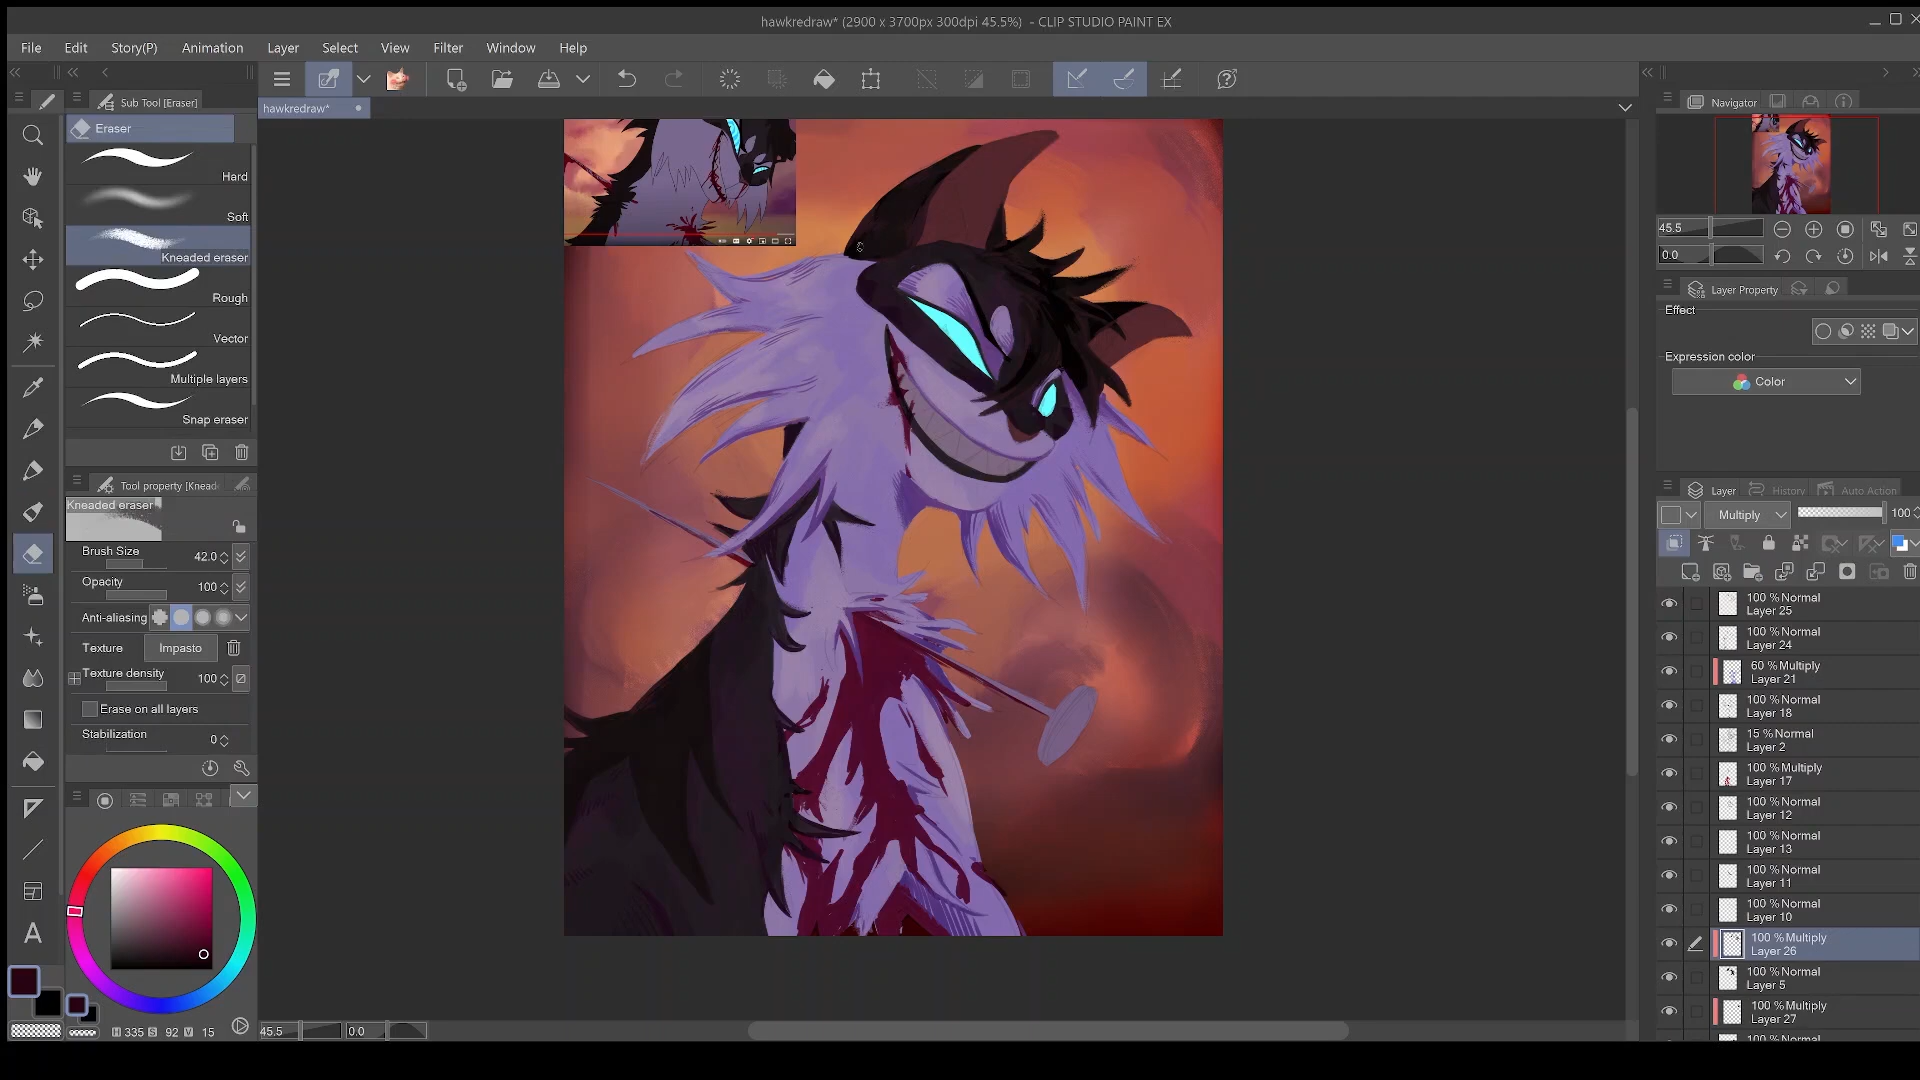 hawkredraw* (2900 x 3700px 300dpi 45.5%) - CLIP STUDIO PAINT EX
File Edit Story(P) Animation Layer Select View Filter Window Help
Sub Tool [Eraser]
hawkredraw*
Navigator
Eraser
Hard
Soft
Kneaded eraser
Rough
Vector
Multiple layers
Snap eraser
45.5
0.0
Layer Property
Effect
Expression color
Color
Tool property [Knead
Kneaded eraser
Brush Size 42.0
Opacity 100
Anti-aliasing
Texture Impasto
Texture density 100
Erase on all layers
Stabilization 0
Layer History Auto Action
Multiply 100
100 % Normal
Layer 25
100 % Normal
Layer 24
60 % Multiply
Layer 21
100 % Normal
Layer 18
15 % Normal
Layer 2
100 % Multiply
Layer 17
100 % Normal
Layer 12
100 % Normal
Layer 13
100 % Normal
Layer 11
100 % Normal
Layer 10
100 % Multiply
Layer 26
100 % Normal
Layer 5
100 % Multiply
Layer 27
100 % Normal
A
H 335 S 92 V 15
45.5 0.0